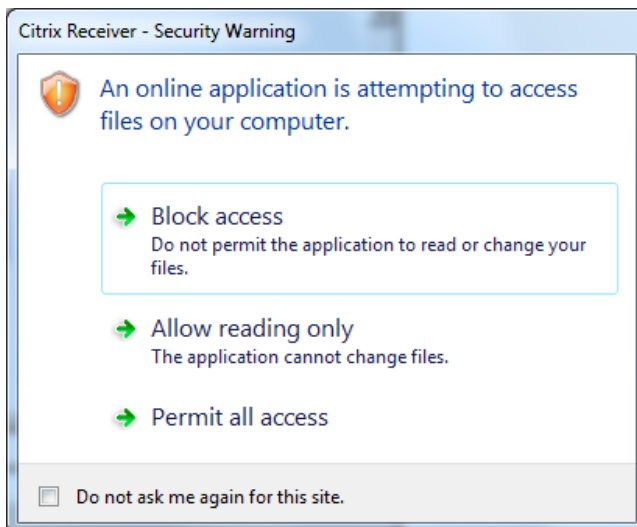 Citrix Receiver - Security Warning
An online application is attempting to access
files on your computer.
Block access
Do not permit the application to read or change your
files.
Allow reading only
The application cannot change files.
Permit all access
Do not ask me again for this site.